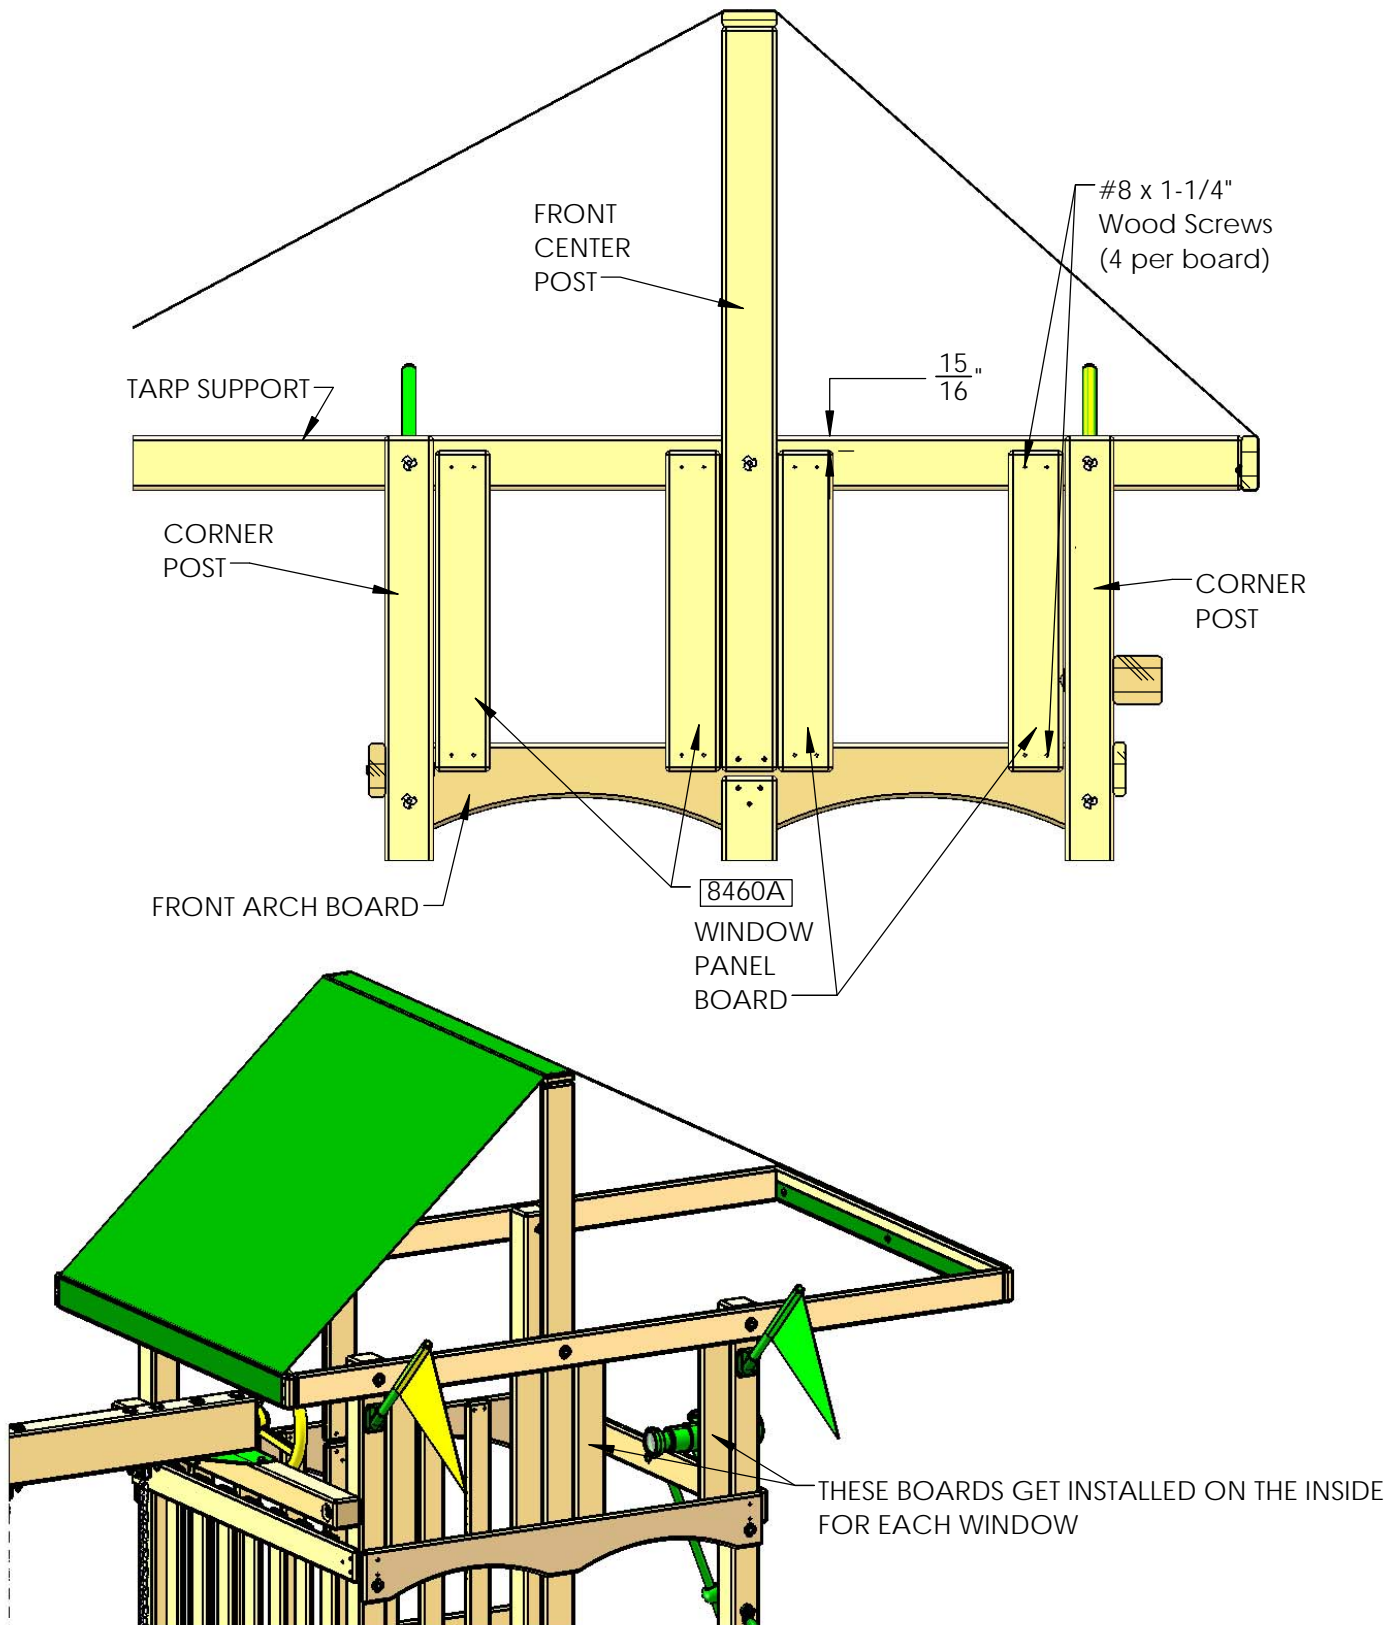 FRONT
CENTER
POST
#8 x 1-1/4"
Wood Screws
(4 per board)
15
16"
TARP SUPPORT
CORNER
POST
CORNER
POST
FRONT ARCH BOARD
8460A
WINDOW
PANEL
BOARD
THESE BOARDS GET INSTALLED ON THE INSIDE
FOR EACH WINDOW